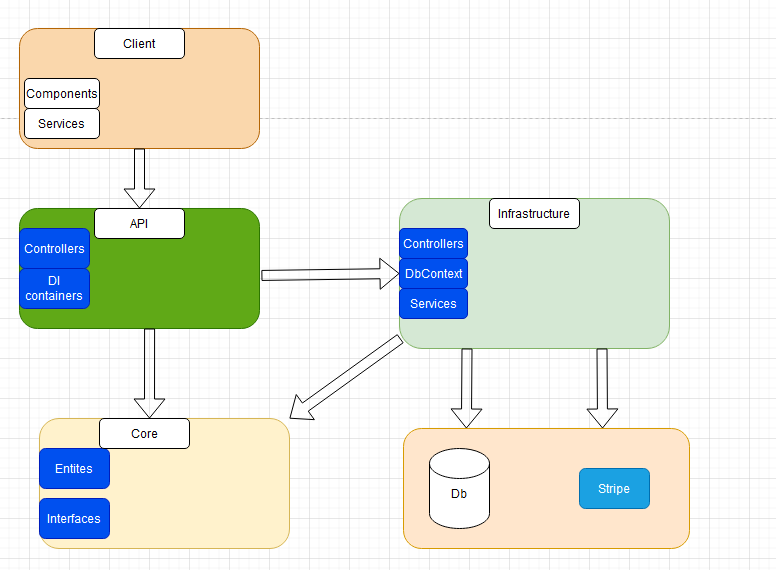 Client
Components
Services
API
Controllers
DI
containers
Infrastructure
Controllers
DbContext
Services
Core
Entites
Interfaces
Db
Stripe